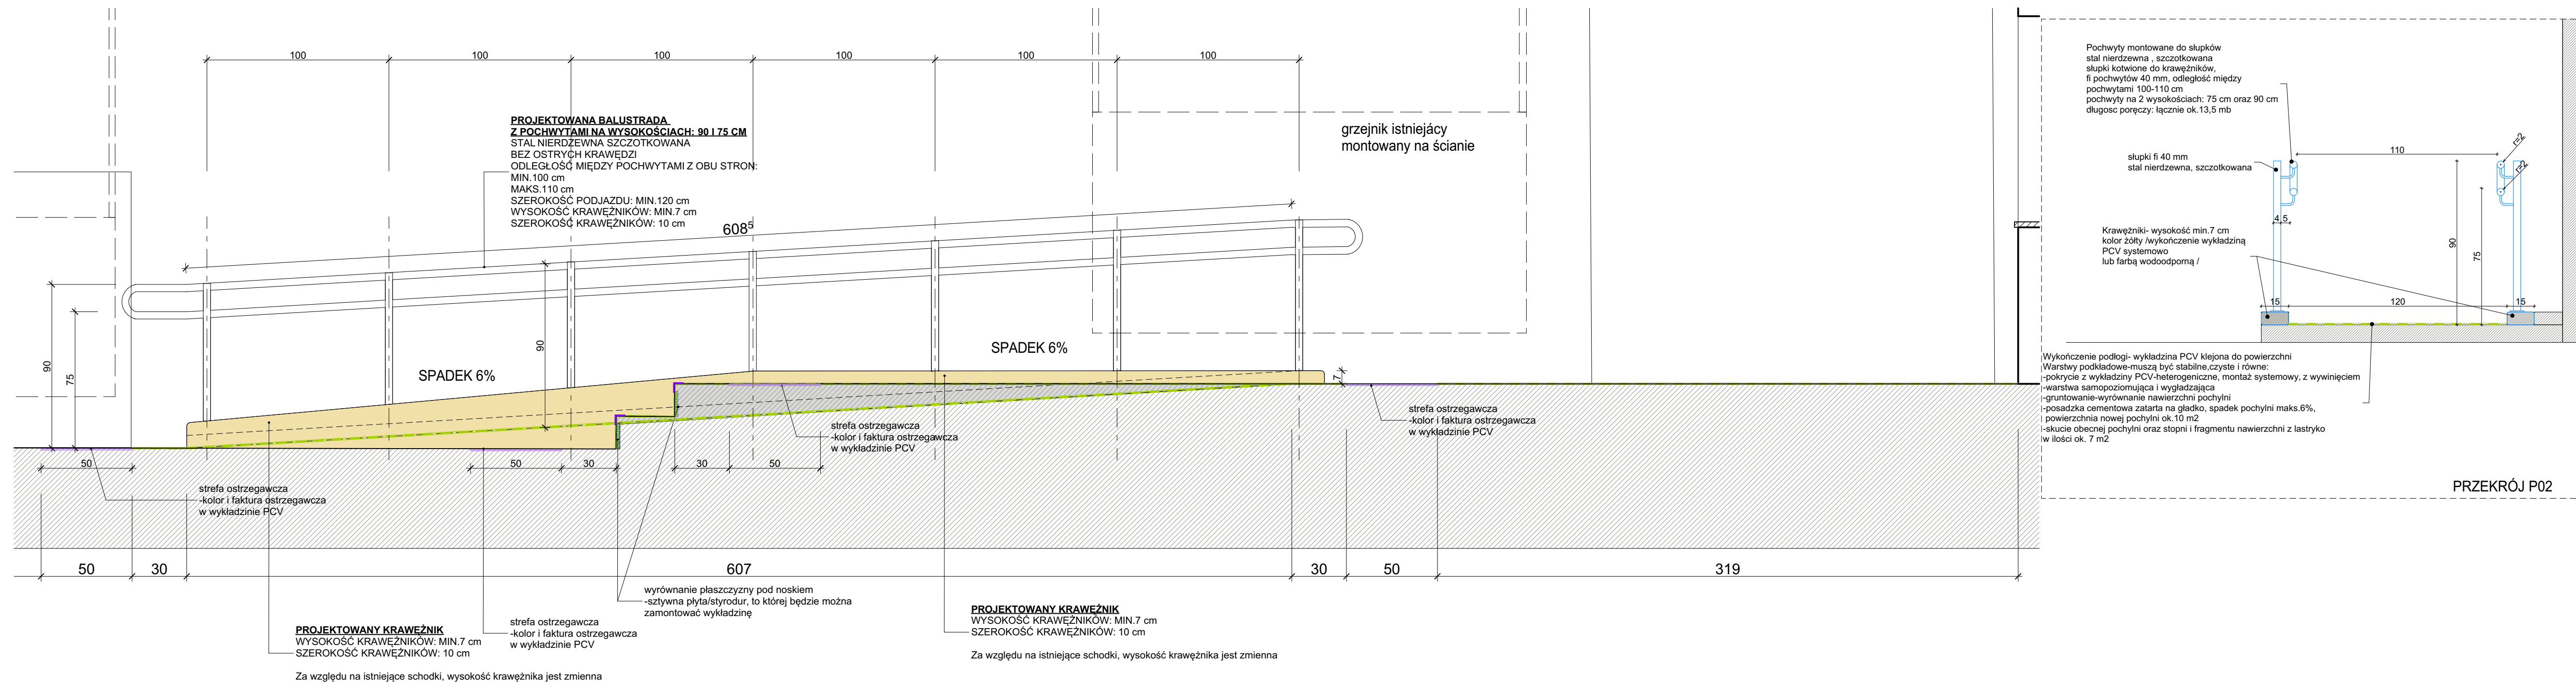 100
100
100
100
100
100
PROJEKTOWANA BALUSTRADA
Z POCHWYTAMI NA WYSOKOŚCIACH: 90 I 75 CM
STAL NIERDZEWNA SZCZOTKOWANA
BEZ OSTRYCH KRAWĘDZI
ODLEGŁOŚĆ MIĘDZY POCHWYTAMI Z OBU STRON:
MIN.100 cm
MAKS.110 cm
SZEROKOŚĆ PODJAZDU: MIN.120 cm
WYSOKOŚĆ KRAWĘŻNIKÓW: MIN.7 cm
SZEROKOŚĆ KRAWĘŻNIKÓW: 10 cm
608⁵
grzejnik istniejácy
montowany na ścianie
90
75
90
SPADEK 6%
SPADEK 6%
7
50
50
30
30
50
strefa ostrzegawcza
-kolor i faktura ostrzegawcza
w wykładzinie PCV
strefa ostrzegawcza
-kolor i faktura ostrzegawcza
w wykładzinie PCV
strefa ostrzegawcza
-kolor i faktura ostrzegawcza
w wykładzinie PCV
50
30
607
30
50
319
wyrównanie płaszczyzny pod noskiem
-sztywna płyta/styrodur, to której będzie można
zamontować wykładzinę
strefa ostrzegawcza
-kolor i faktura ostrzegawcza
w wykładzinie PCV
PROJEKTOWANY KRAWĘŻNIK
WYSOKOŚĆ KRAWĘŻNIKÓW: MIN.7 cm
SZEROKOŚĆ KRAWĘŻNIKÓW: 10 cm
Za względu na istniejące schodki, wysokość krawężnika jest zmienna
PROJEKTOWANY KRAWĘŻNIK
WYSOKOŚĆ KRAWĘŻNIKÓW: MIN.7 cm
SZEROKOŚĆ KRAWĘŻNIKÓW: 10 cm
Za względu na istniejące schodki, wysokość krawężnika jest zmienna
Pochwyty montowane do słupków
stal nierdzewna , szczotkowana
słupki kotwione do krawężników,
fi pochwytów 40 mm, odległość między
pochwytami 100-110 cm
pochwyty na 2 wysokościach: 75 cm oraz 90 cm
długosc poręczy: łącznie ok.13,5 mb
słupki fi 40 mm
stal nierdzewna, szczotkowana
110
r=2
r=2
4 5
90
75
Krawężniki- wysokość min.7 cm
kolor żółty /wykończenie wykładziną
PCV systemowo
lub farbą wodoodporną /
15
120
15
Wykończenie podłogi- wykładzina PCV klejona do powierzchni
Warstwy podkładowe-muszą być stabilne,czyste i równe:
-pokrycie z wykładziny PCV-heterogeniczne, montaż systemowy, z wywinięciem
-warstwa samopoziomująca i wygładzająca
-gruntowanie-wyrównanie nawierzchni pochylni
-posadzka cementowa zatarta na gładko, spadek pochylni maks.6%,
powierzchnia nowej pochylni ok.10 m2
-skucie obecnej pochylni oraz stopni i fragmentu nawierzchni z lastryko
w ilości ok. 7 m2
PRZEKRÓJ P02